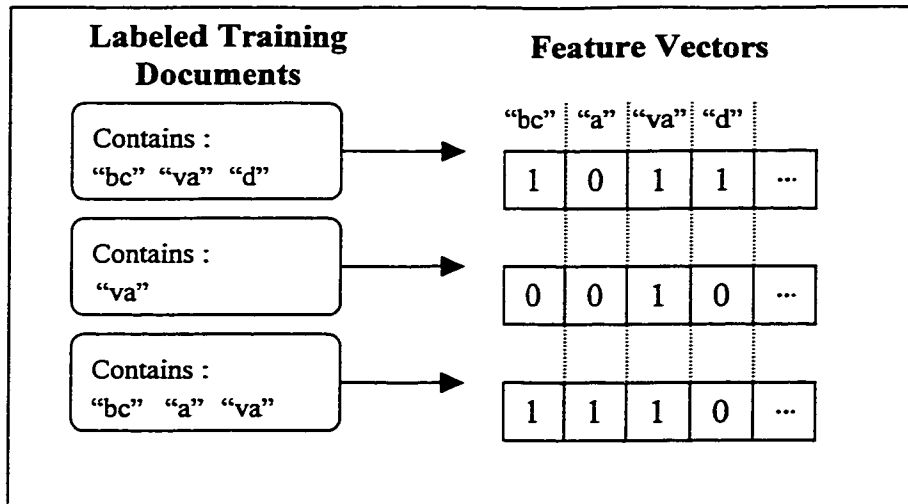 Labeled Training
Documents
Contains :
“bc” “va” “d”
Contains :
“va”
Contains :
“bc” “a” “va”
Feature Vectors
“bc” “a” “va” “d”
1 0 1 1 ...
0 0 1 0 ...
1 1 1 0 ...